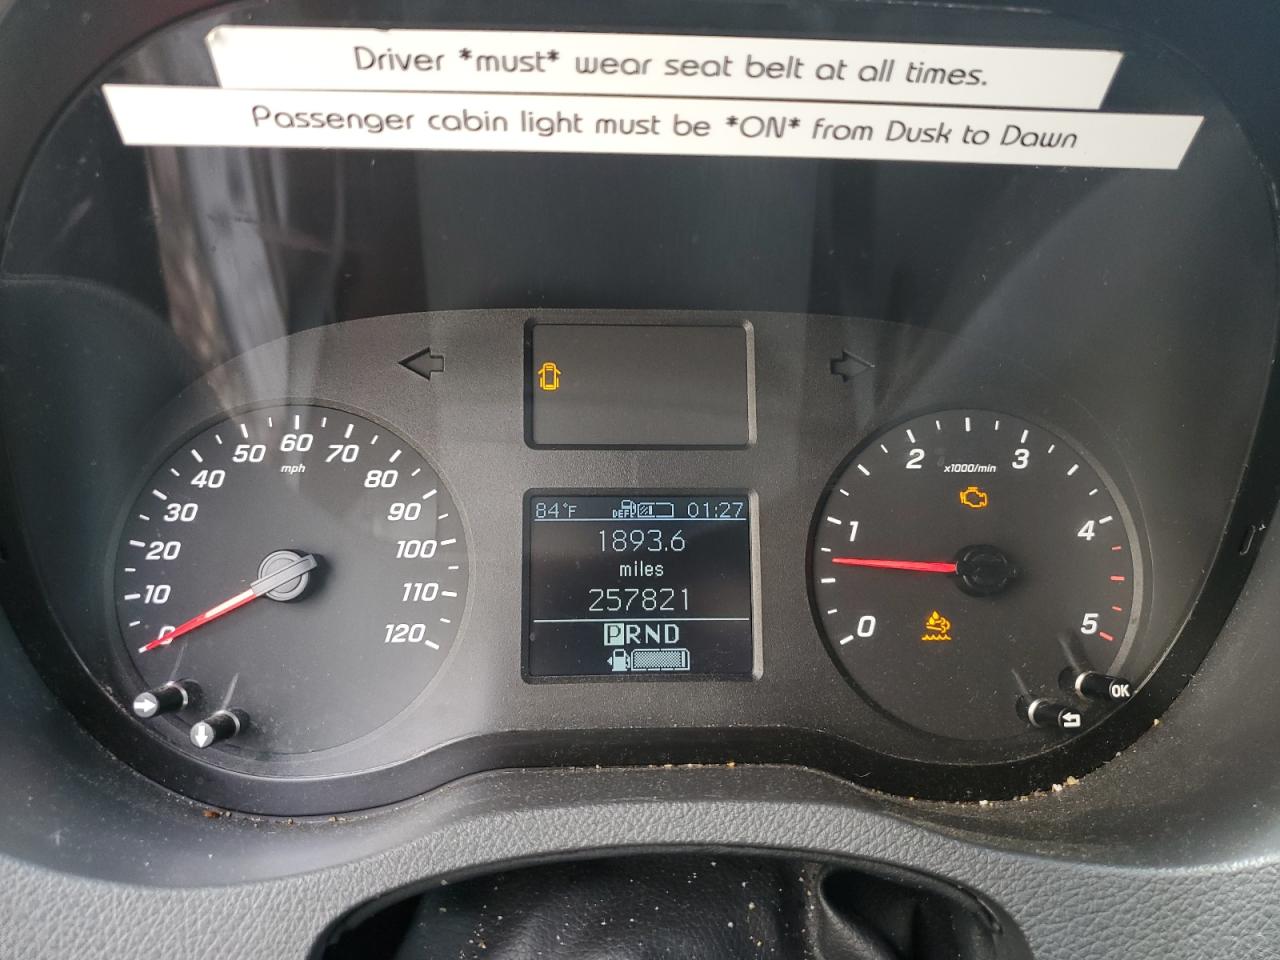 Driver *must* wear seat belt at all times.
Passenger cabin light must be *ON* from Dusk to Dawn
0
10
20
30
40
50
60
70
80
90
100
110
120
mph
84°F DEF 01:27
1893.6
miles
257821
PRND
0
1
2
3
4
5
x1000/min
OK